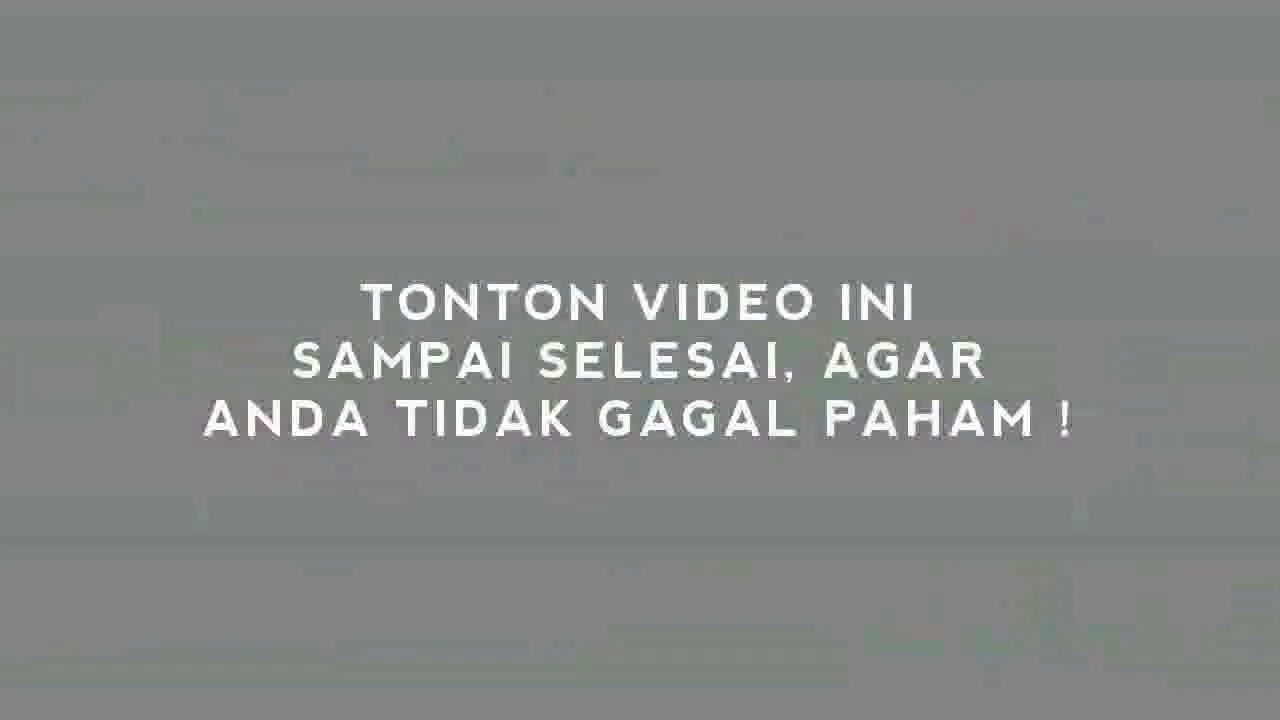 TONTON VIDEO INI
SAMPAI SELESAI, AGAR
ANDA TIDAK GAGAL PAHAM !